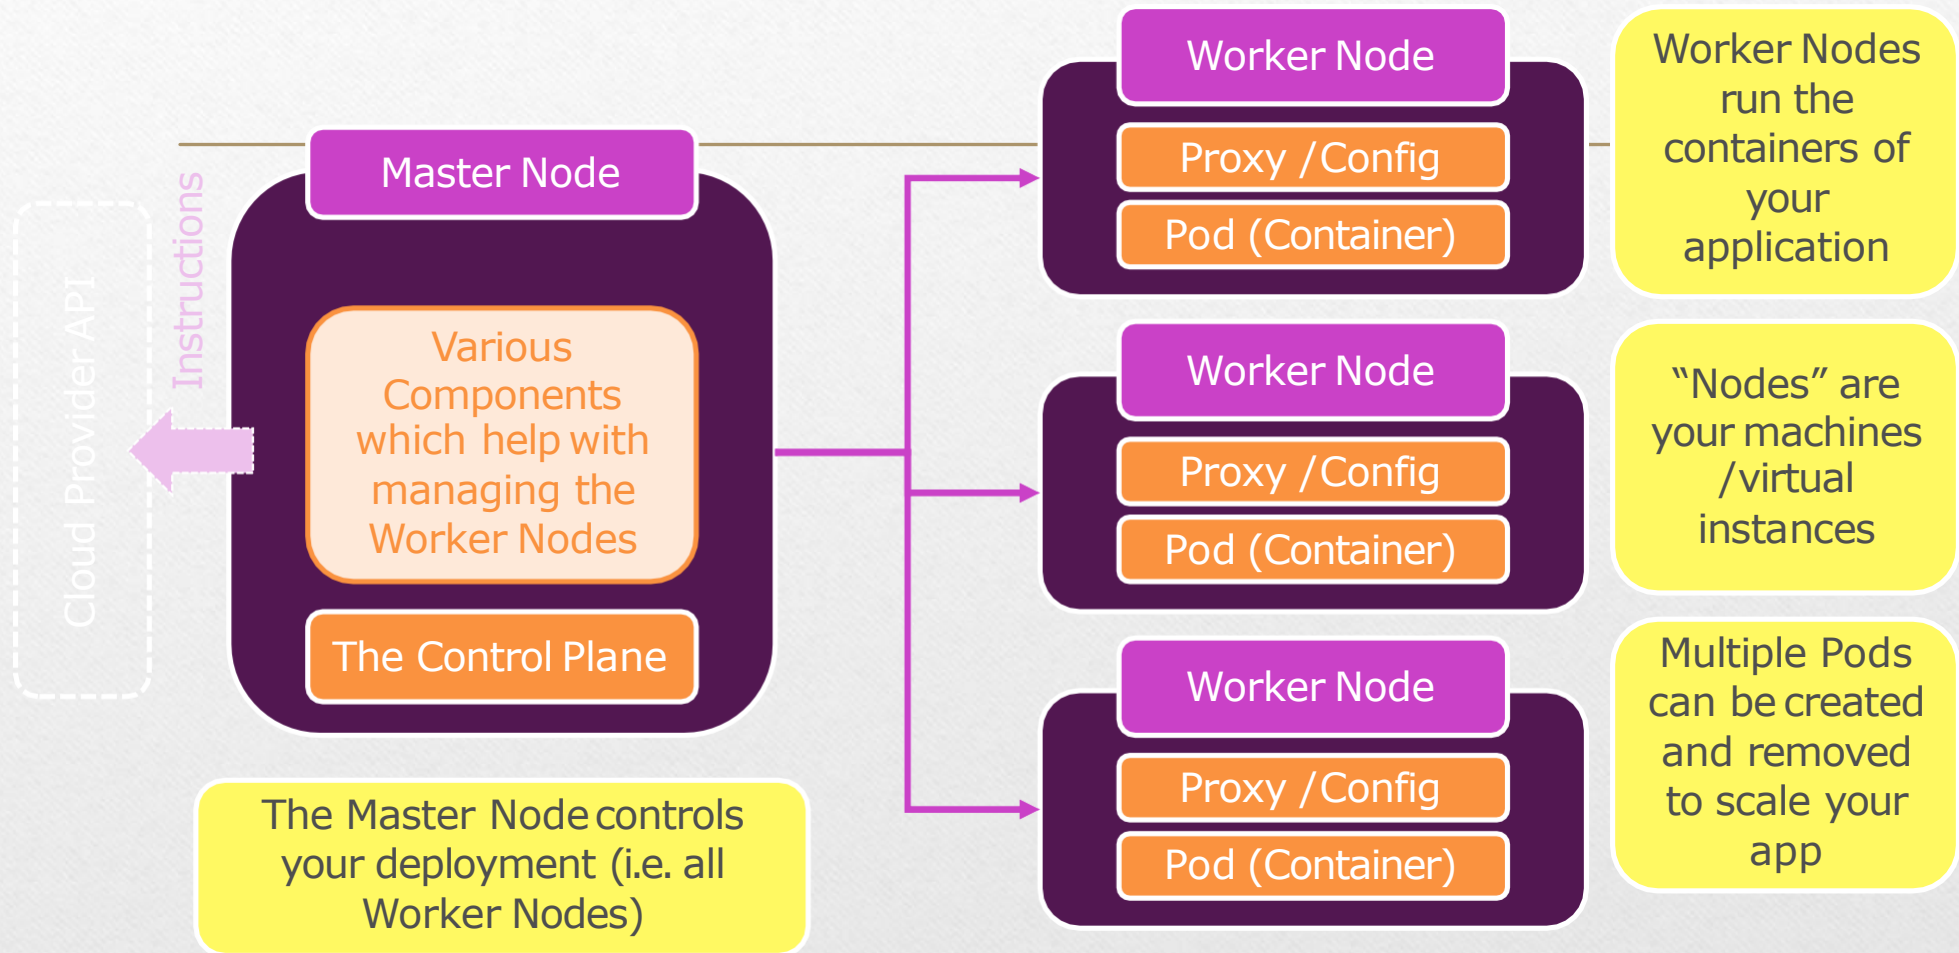 Cloud Provider API
Instructions
Master Node
Various
Components
which help with
managing the
Worker Nodes
The Control Plane
The Master Node controls
your deployment (i.e. all
Worker Nodes)
Worker Node
Proxy / Config
Pod (Container)
Worker Node
Proxy / Config
Pod (Container)
Worker Node
Proxy / Config
Pod (Container)
Worker Nodes
run the
containers of
your
application
“Nodes” are
your machines
/ virtual
instances
Multiple Pods
can be created
and removed
to scale your
app